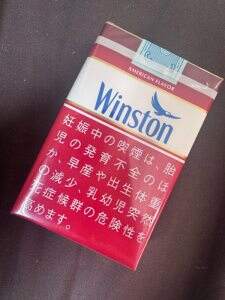 AMERICAN FLAVOR
Winston
妊娠中の喫煙は、胎
児の発育不全のほ
か、早産や出生体重
の減少、乳幼児突然
死症候群の危険性を
高めます。